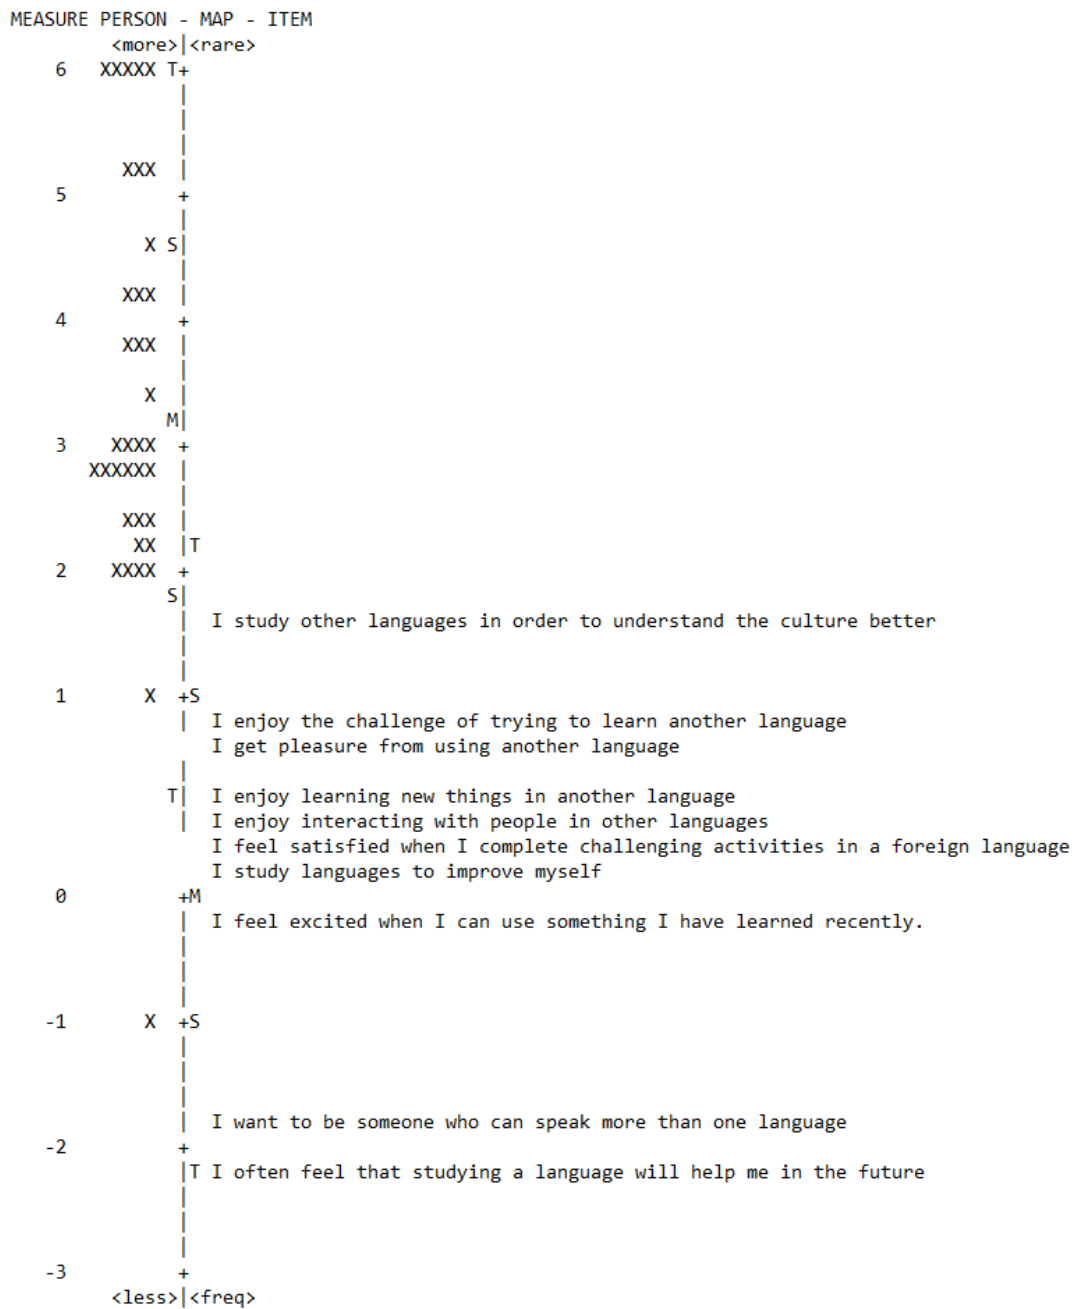 MEASURE PERSON - MAP - ITEM
<more>|<rare>
6 XXXXX T+
|
|
|
XXX |
5 +
|
X S|
|
XXX |
4 +
XXX |
|
X |
M|
3 XXXX +
XXXXXX |
|
XXX |
XX |T
2 XXXX +
S|
| I study other languages in order to understand the culture better
|
|
1 X +S
| I enjoy the challenge of trying to learn another language
I get pleasure from using another language
|
T| I enjoy learning new things in another language
| I enjoy interacting with people in other languages
I feel satisfied when I complete challenging activities in a foreign language
I study languages to improve myself
0 +M
| I feel excited when I can use something I have learned recently.
|
|
|
-1 X +S
|
|
|
| I want to be someone who can speak more than one language
-2 +
|T I often feel that studying a language will help me in the future
|
|
|
-3 +
<less>|<freq>